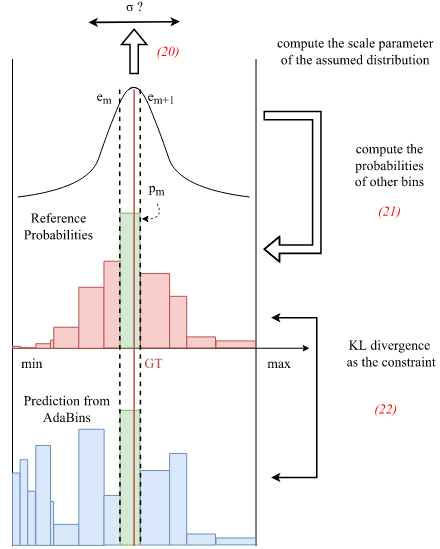 σ ?
(20)
compute the scale parameter
of the assumed distribution
e_m
e_{m+1}
compute the
probabilities
of other bins
(21)
p_m
Reference
Probabilities
min
GT
max
KL divergence
as the constraint
(22)
Prediction from
AdaBins